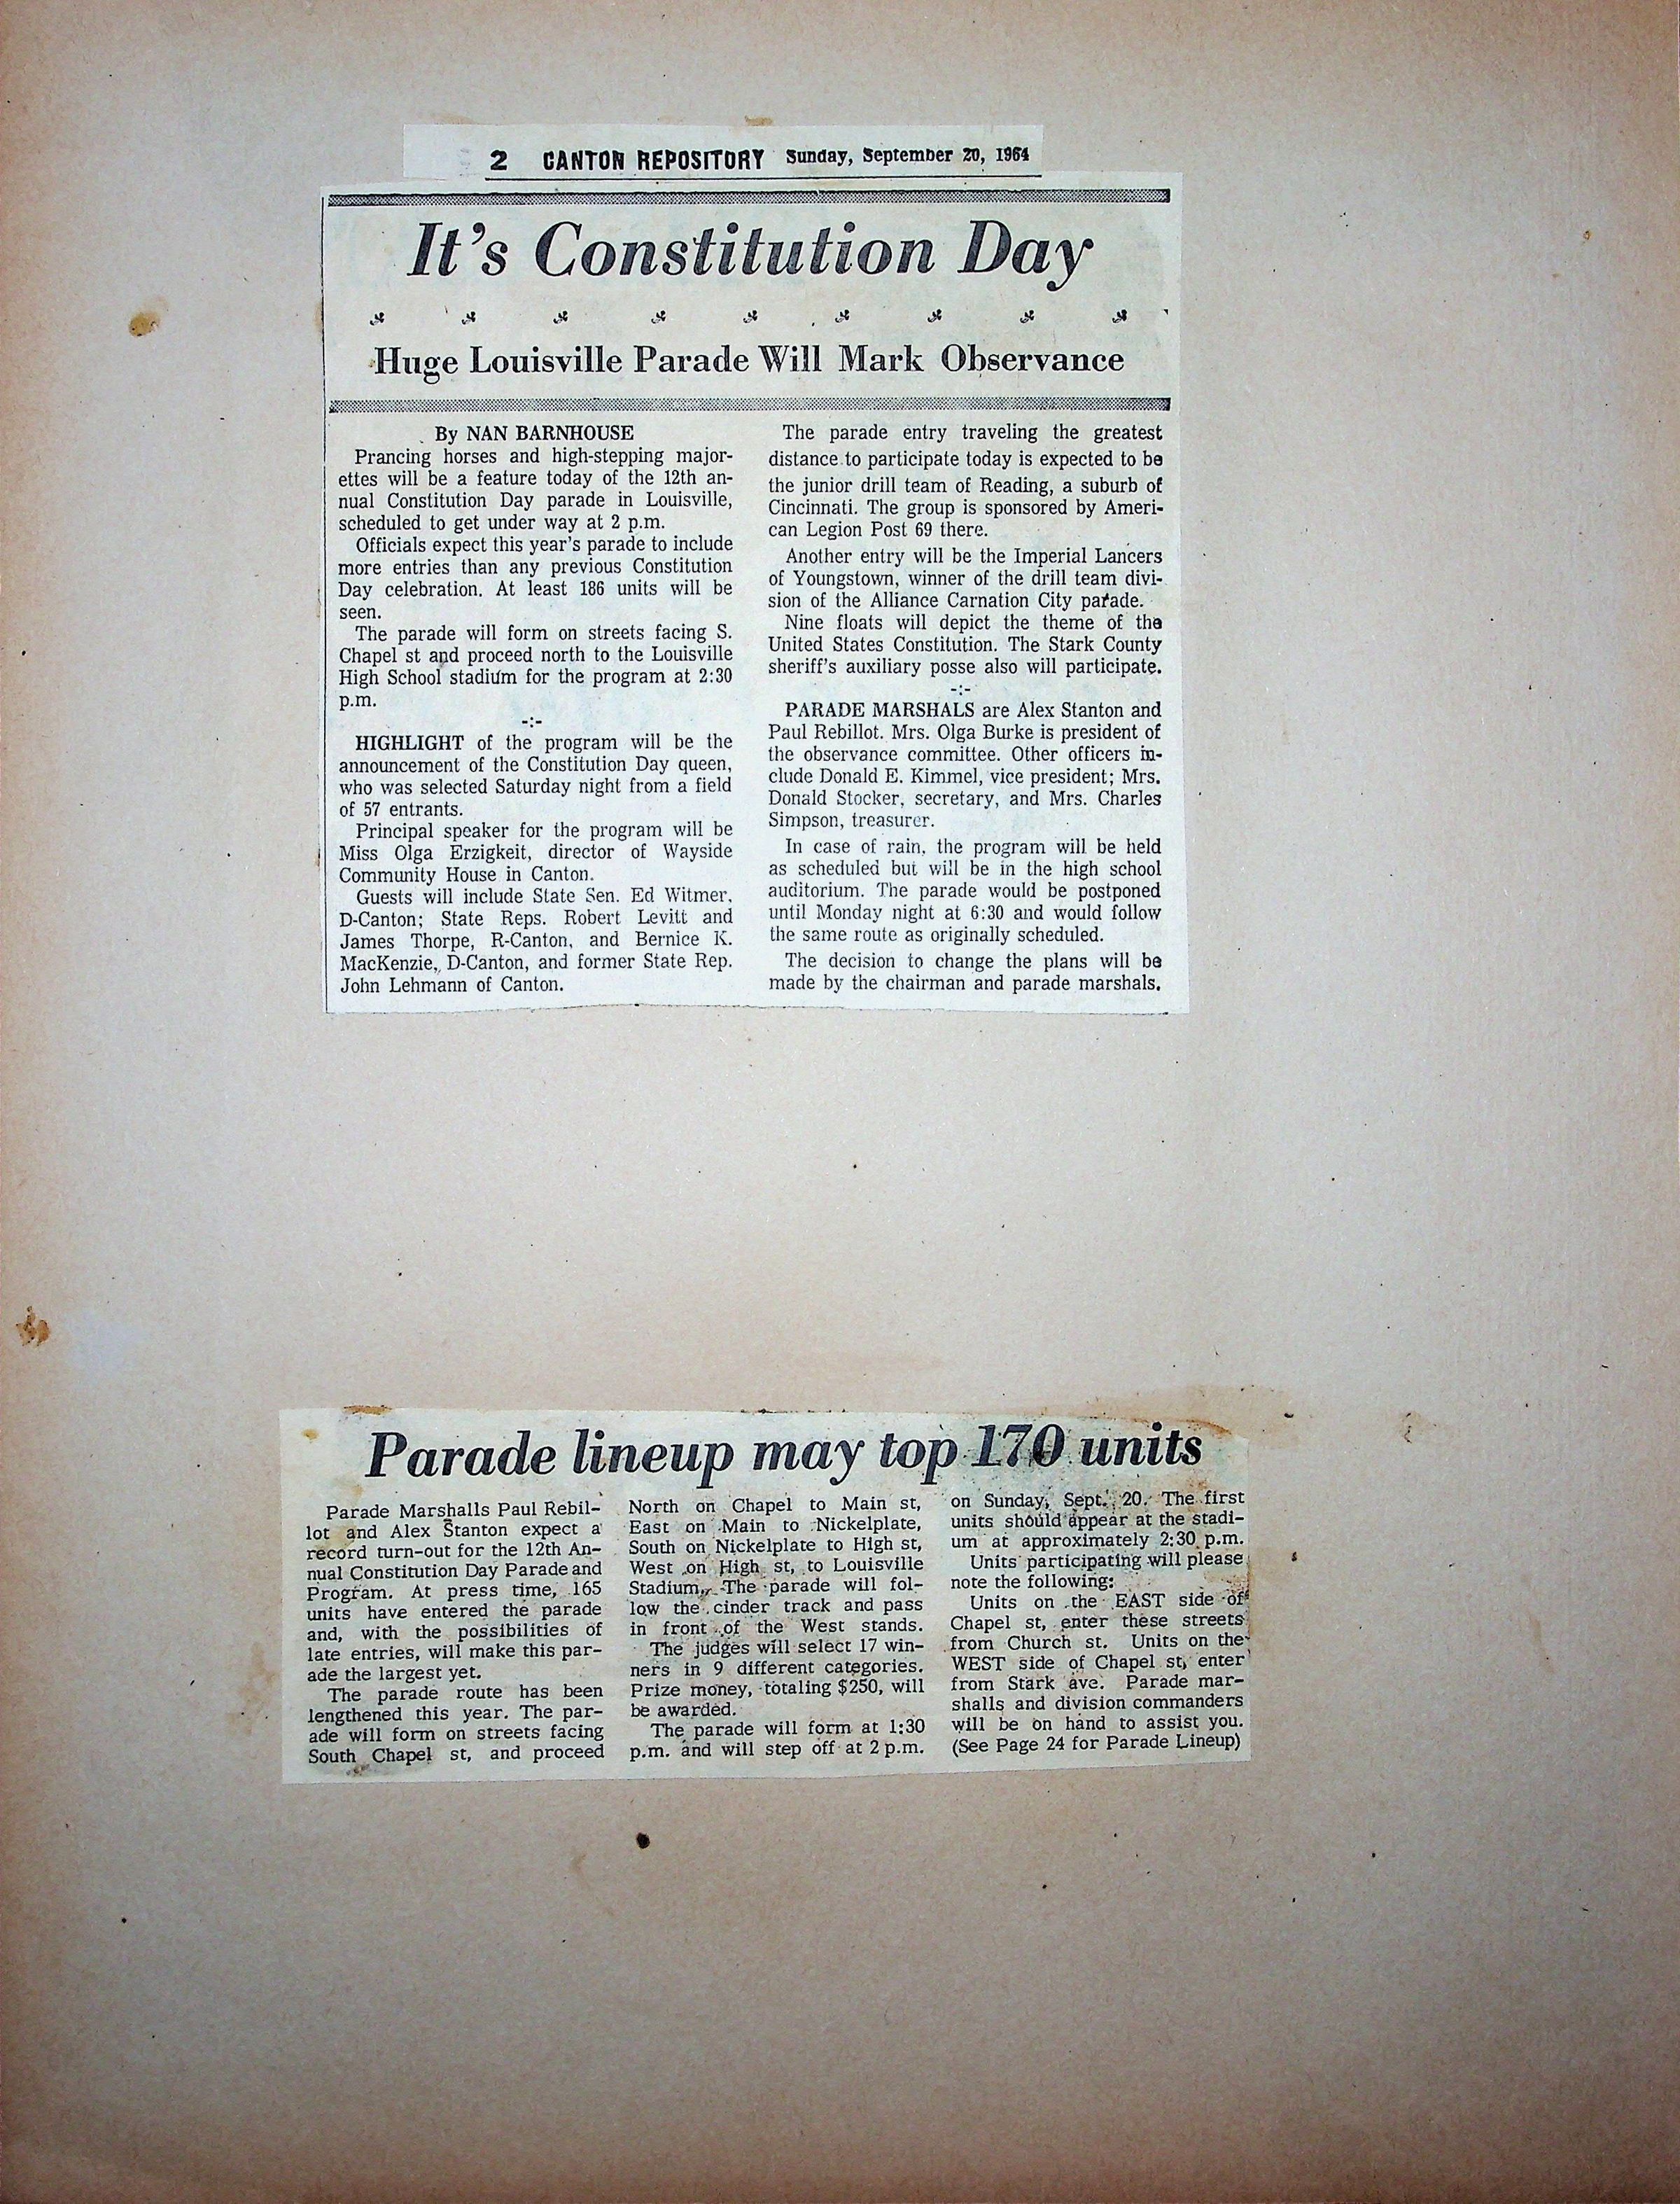 2 CANTON REPOSITORY Sunday, September 20, 1964
It's Constitution Day
Huge Louisville Parade Will Mark Observance
By NAN BARNHOUSE
Prancing horses and high-stepping major-
ettes will be a feature today of the 12th an-
nual Constitution Day parade in Louisville,
scheduled to get under way at 2 p.m.
Officials expect this year's parade to include
more entries than any previous Constitution
Day celebration. At least 186 units will be
seen.
The parade will form on streets facing S.
Chapel st and proceed north to the Louisville
High School stadium for the program at 2:30
p.m.
-:-
HIGHLIGHT of the program will be the
announcement of the Constitution Day queen,
who was selected Saturday night from a field
of 57 entrants.
Principal speaker for the program will be
Miss Olga Erzigkeit, director of Wayside
Community House in Canton.
Guests will include State Sen. Ed Witmer,
D-Canton; State Reps. Robert Levitt and
James Thorpe, R-Canton, and Bernice K.
MacKenzie, D-Canton, and former State Rep.
John Lehmann of Canton.
The parade entry traveling the greatest
distance to participate today is expected to be
the junior drill team of Reading, a suburb of
Cincinnati. The group is sponsored by Ameri-
can Legion Post 69 there.
Another entry will be the Imperial Lancers
of Youngstown, winner of the drill team divi-
sion of the Alliance Carnation City parade.
Nine floats will depict the theme of the
United States Constitution. The Stark County
sheriff's auxiliary posse also will participate.
-:-
PARADE MARSHALS are Alex Stanton and
Paul Rebillot. Mrs. Olga Burke is president of
the observance committee. Other officers in-
clude Donald E. Kimmel, vice president; Mrs.
Donald Stocker, secretary, and Mrs. Charles
Simpson, treasurer.
In case of rain, the program will be held
as scheduled but will be in the high school
auditorium. The parade would be postponed
until Monday night at 6:30 and would follow
the same route as originally scheduled.
The decision to change the plans will be
made by the chairman and parade marshals.
Parade lineup may top 170 units
Parade Marshalls Paul Rebil-
lot and Alex Stanton expect a
record turn-out for the 12th An-
nual Constitution Day Parade and
Program. At press time, 165
units have entered the parade
and, with the possibilities of
late entries, will make this par-
ade the largest yet.
The parade route has been
lengthened this year. The par-
ade will form on streets facing
South Chapel st, and proceed
North on Chapel to Main st,
East on Main to Nickelplate,
South on Nickelplate to High st,
West on High st, to Louisville
Stadium. The parade will fol-
low the cinder track and pass
in front of the West stands.
The judges will select 17 win-
ners in 9 different categories.
Prize money, totaling $250, will
be awarded.
The parade will form at 1:30
p.m. and will step off at 2 p.m.
on Sunday, Sept. 20. The first
units should appear at the stadi-
um at approximately 2:30 p.m.
Units participating will please
note the following:
Units on the EAST side of
Chapel st, enter these streets
from Church st. Units on the
WEST side of Chapel st, enter
from Stark ave. Parade mar-
shalls and division commanders
will be on hand to assist you.
(See Page 24 for Parade Lineup)